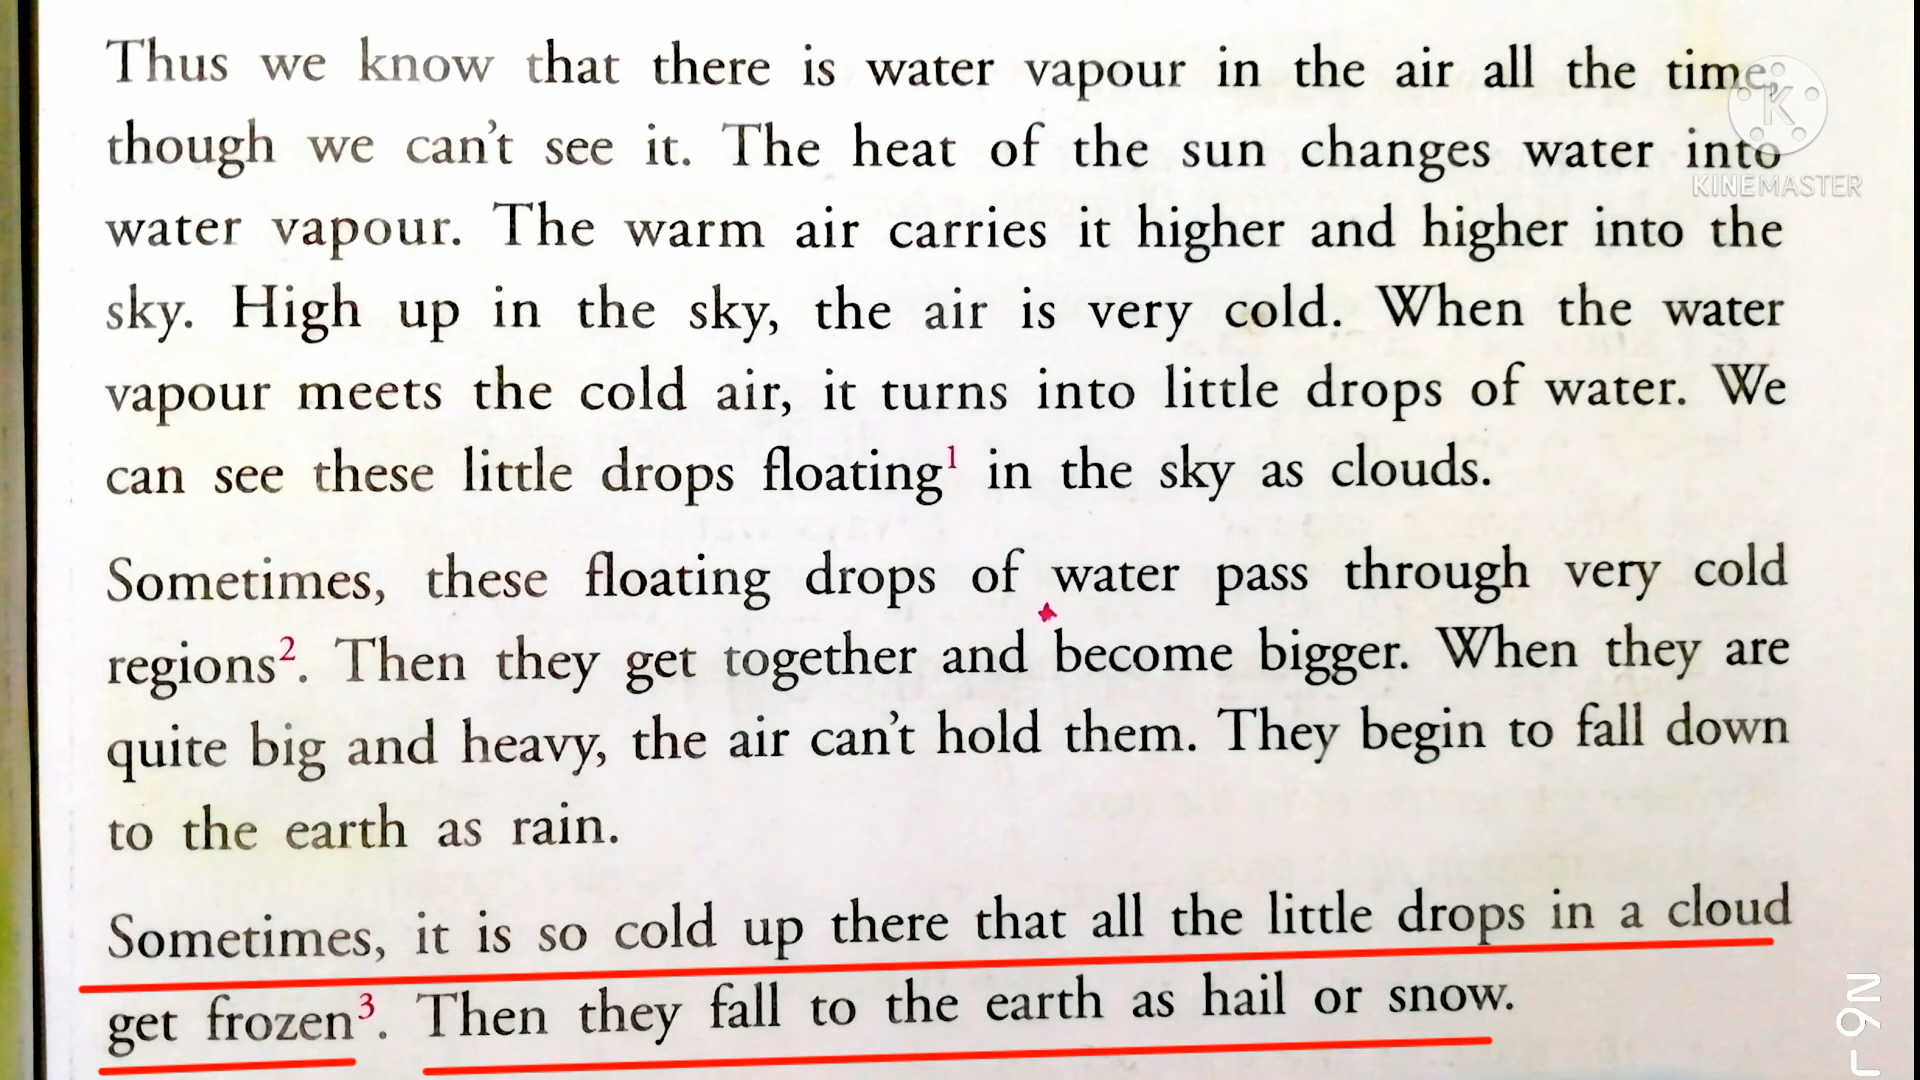 Thus we know that there is water vapour in the air all the time,
though we can't see it. The heat of the sun changes water into
KINEMASTER
water vapour. The warm air carries it higher and higher into the
sky. High up in the sky, the air is very cold. When the water
vapour meets the cold air, it turns into little drops of water. We
can see these little drops floating¹ in the sky as clouds.
Sometimes, these floating drops of water pass through very cold
regions². Then they get together and become bigger. When they are
quite big and heavy, the air can't hold them. They begin to fall down
to the earth as rain.
Sometimes, it is so cold up there that all the little drops in a cloud
get frozen³. Then they fall to the earth as hail or snow.